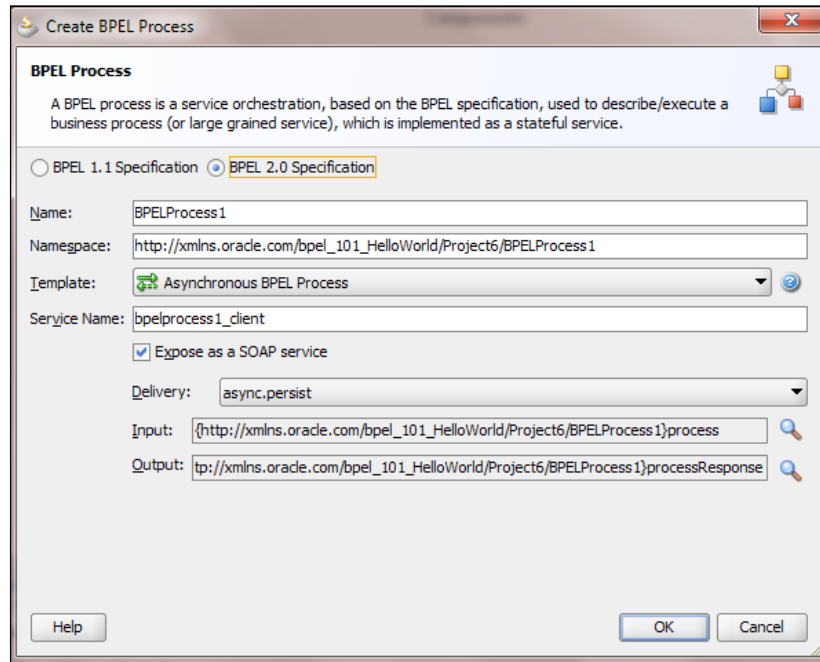 Create BPEL Process
BPEL Process
A BPEL process is a service orchestration, based on the BPEL specification, used to describe/execute a
business process (or large grained service), which is implemented as a stateful service.
BPEL 1.1 Specification BPEL 2.0 Specification
Name: BPELProcess1
Namespace: http://xmlns.oracle.com/bpel_101_HelloWorld/Project6/BPELProcess1
Template: Asynchronous BPEL Process
Service Name: bpelprocess1_client
Expose as a SOAP service
Delivery: async.persist
Input: {http://xmlns.oracle.com/bpel_101_HelloWorld/Project6/BPELProcess1}process
Output: tp://xmlns.oracle.com/bpel_101_HelloWorld/Project6/BPELProcess1}processResponse
Help OK Cancel